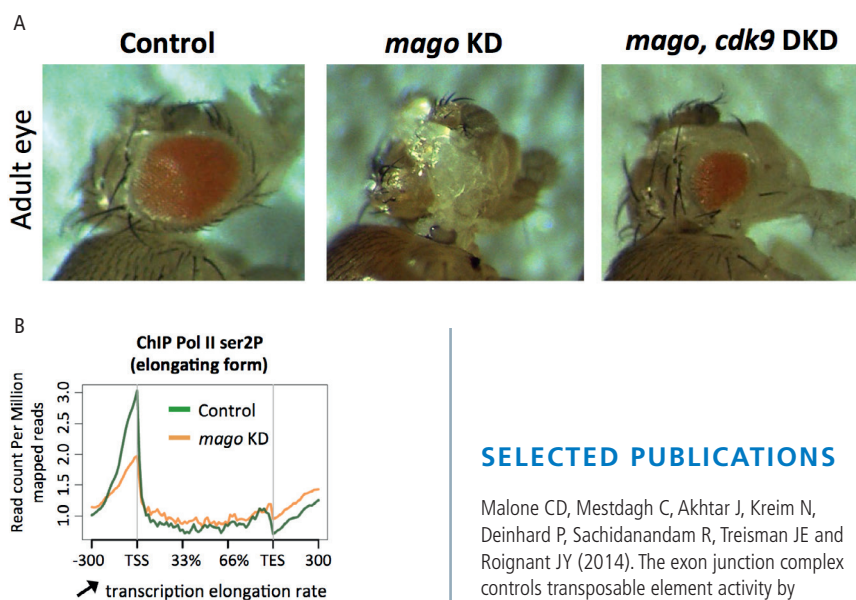 A
Control
mago KD
mago, cdk9 DKD
Adult eye
B
ChIP Pol II ser2P
(elongating form)
Read count Per Million
mapped reads
3.0
2.5
2.0
1.5
1.0
Control
mago KD
-300 TSS 33% 66% TES 300
transcription elongation rate
SELECTED PUBLICATIONS
Malone CD, Mestdagh C, Akhtar J, Kreim N,
Deinhard P, Sachidanandam R, Treisman JE and
Roignant JY (2014). The exon junction complex
controls transposable element activity by